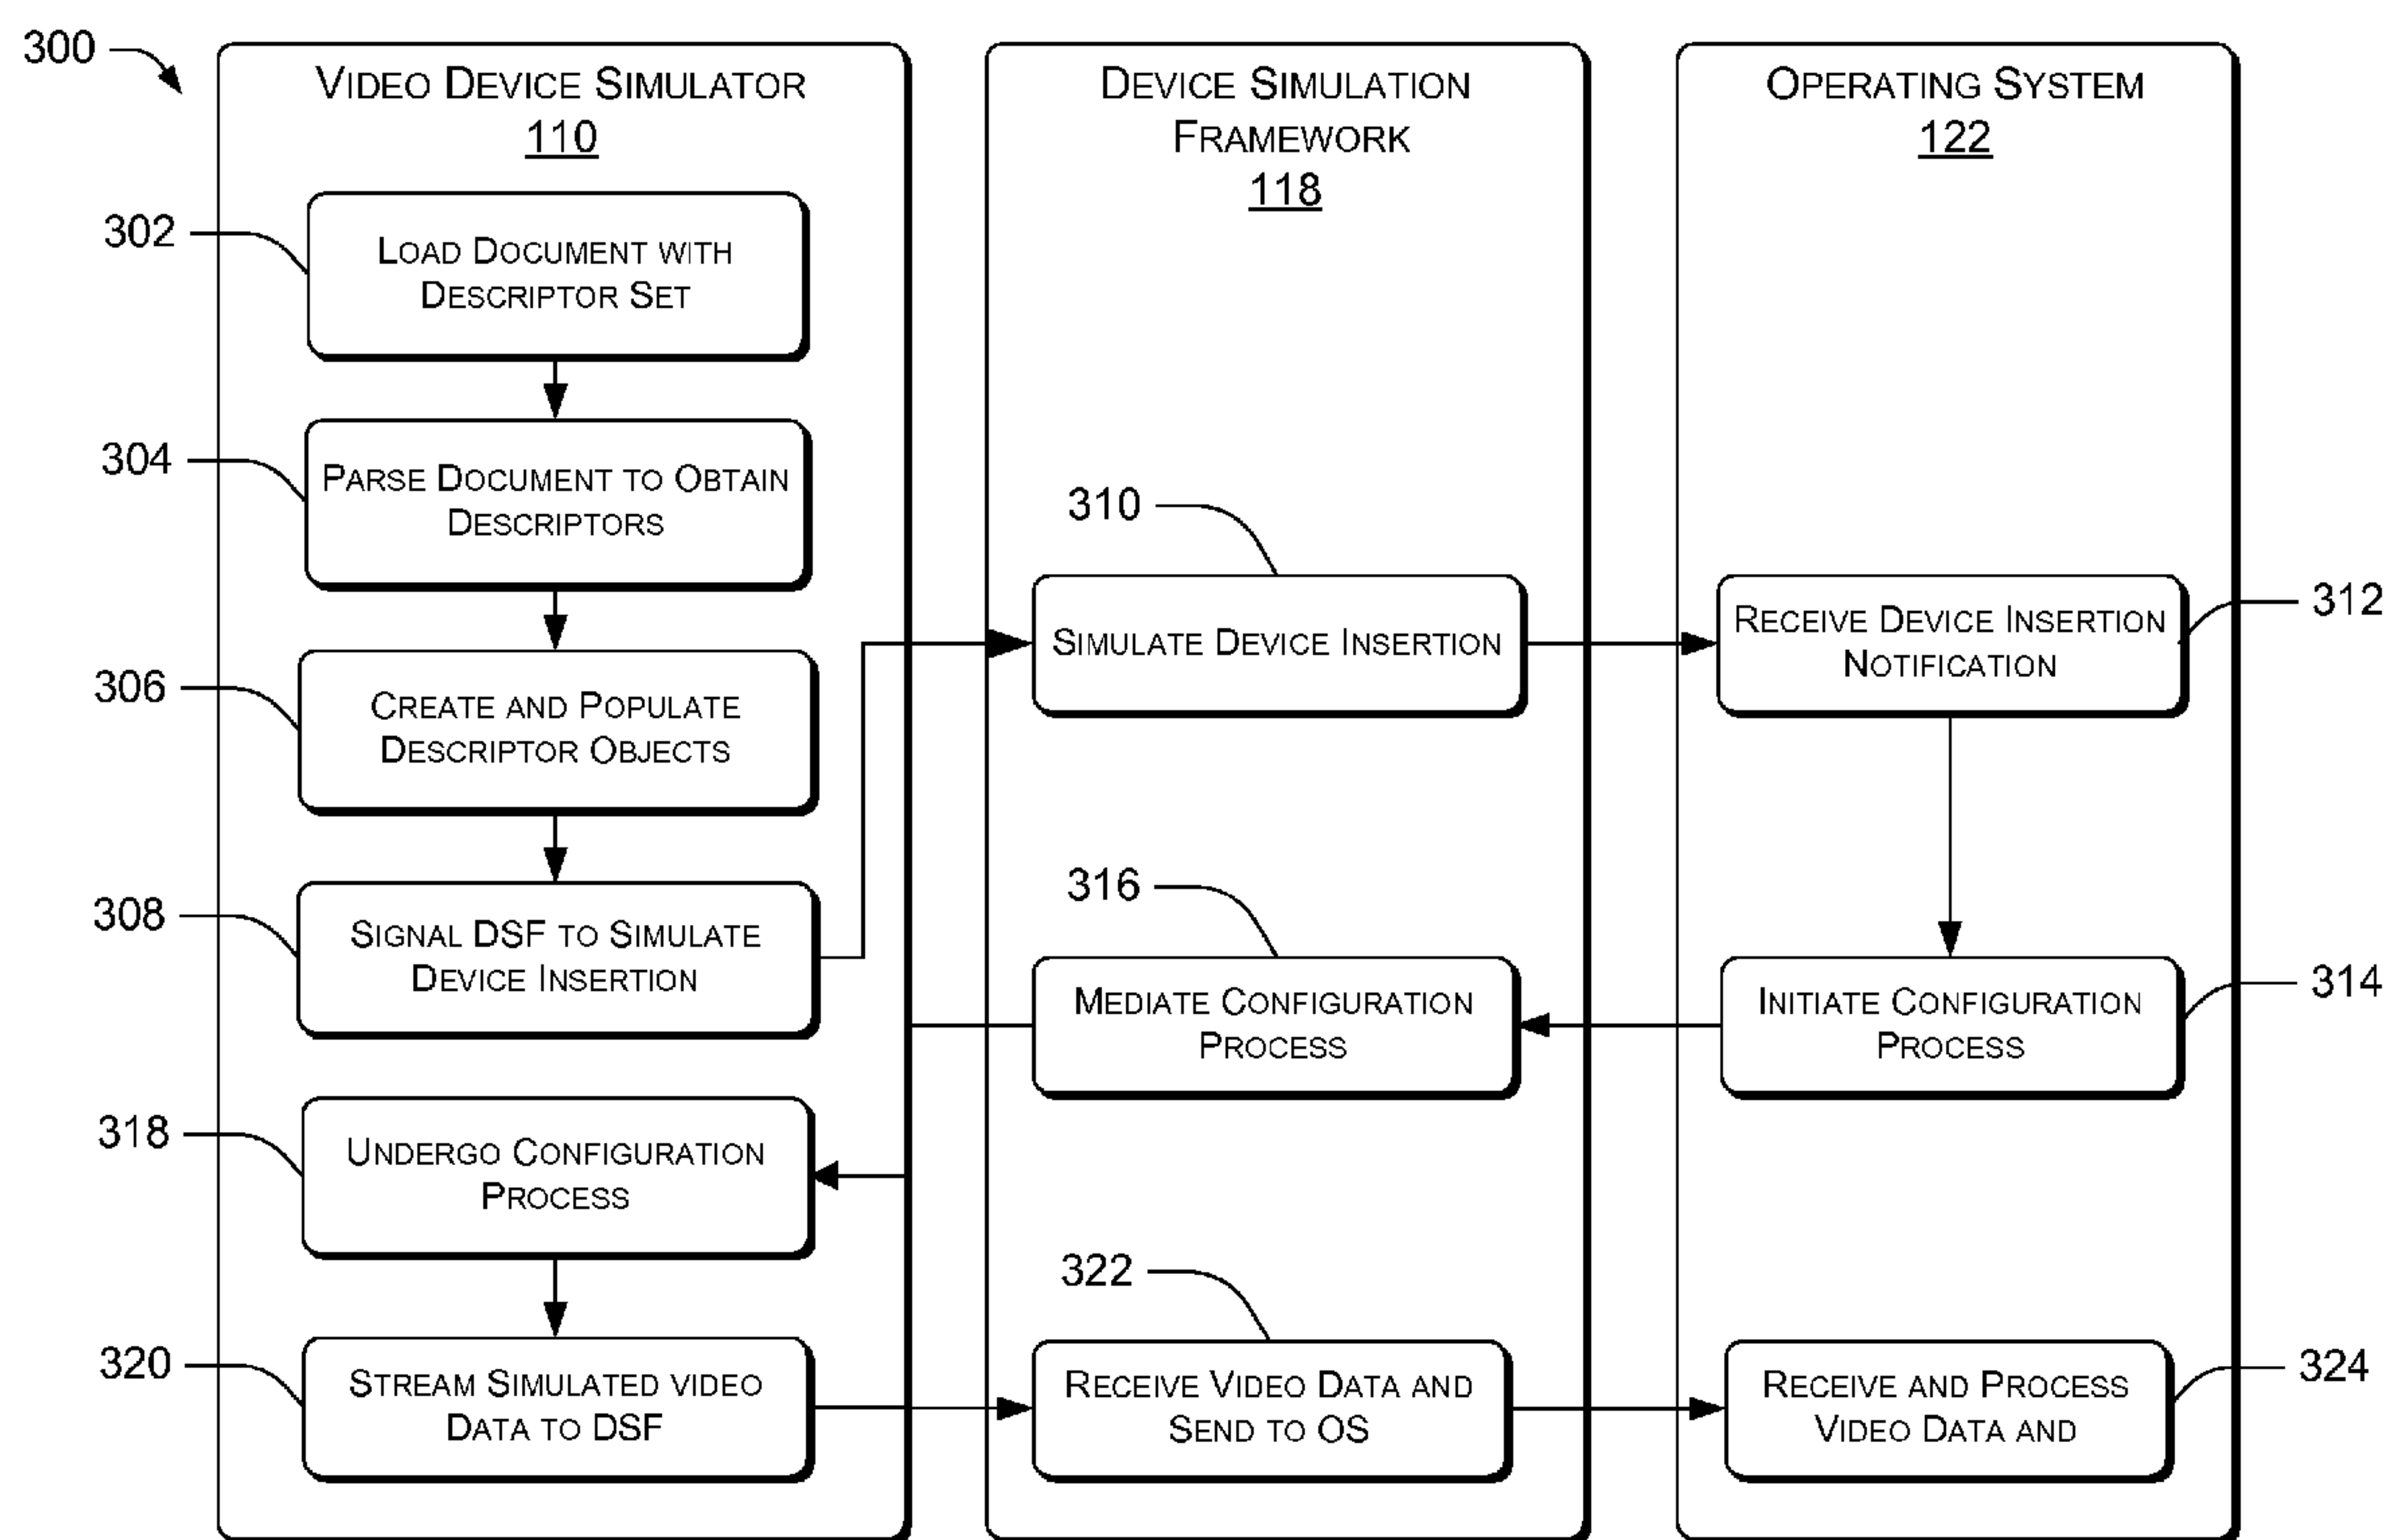 300
VIDEO DEVICE SIMULATOR
110
302
LOAD DOCUMENT WITH
DESCRIPTOR SET
304
PARSE DOCUMENT TO OBTAIN
DESCRIPTORS
306
CREATE AND POPULATE
DESCRIPTOR OBJECTS
308
SIGNAL DSF TO SIMULATE
DEVICE INSERTION
318
UNDERGO CONFIGURATION
PROCESS
320
STREAM SIMULATED VIDEO
DATA TO DSF
DEVICE SIMULATION
FRAMEWORK
118
310
SIMULATE DEVICE INSERTION
316
MEDIATE CONFIGURATION
PROCESS
322
RECEIVE VIDEO DATA AND
SEND TO OS
OPERATING SYSTEM
122
RECEIVE DEVICE INSERTION
NOTIFICATION
312
INITIATE CONFIGURATION
PROCESS
314
RECEIVE AND PROCESS
VIDEO DATA AND
324